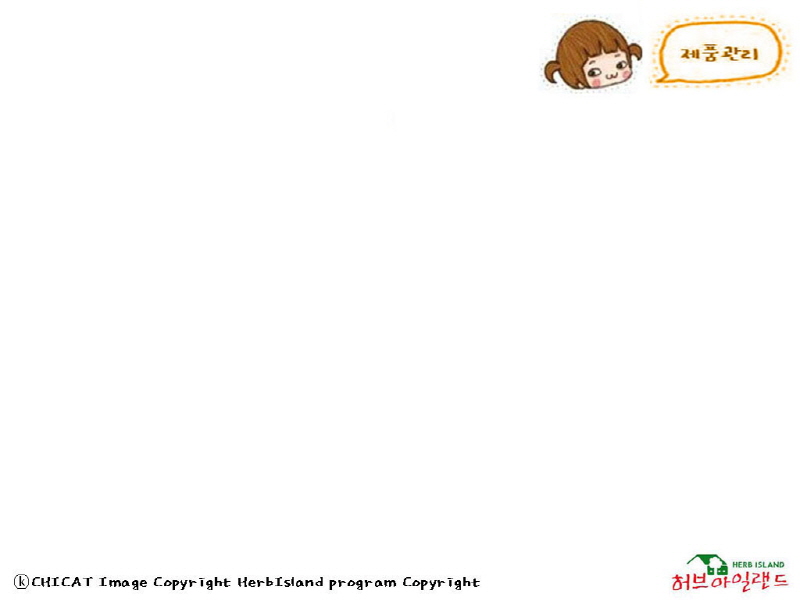 제품관리
ⓚCHICAT Image Copyright HerbIsland program Copyright
HERB ISLAND
허브아일랜드